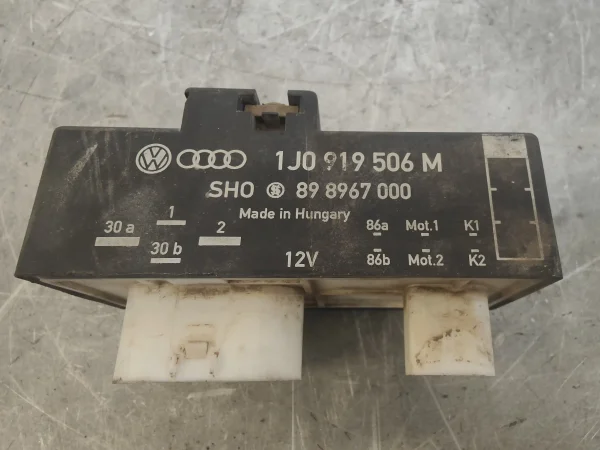 1J0 919 506 M
SHO 89 8967 000
Made in Hungary
30 a 1 2 86a Mot.1 K1
30 b 12V 86b Mot.2 K2